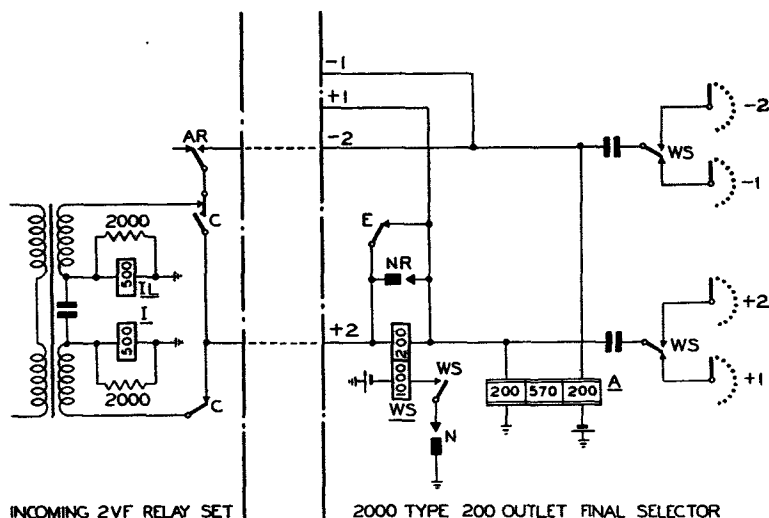 -1
+1
-2
AR
-2
WS
-1
C
2000
E
500
IL
NR
I
500
+2
200
1000
WS
WS
N
2000
C
200 570 200 A
+2
WS
+1
INCOMING 2VF RELAY SET
2000 TYPE 200 OUTLET FINAL SELECTOR